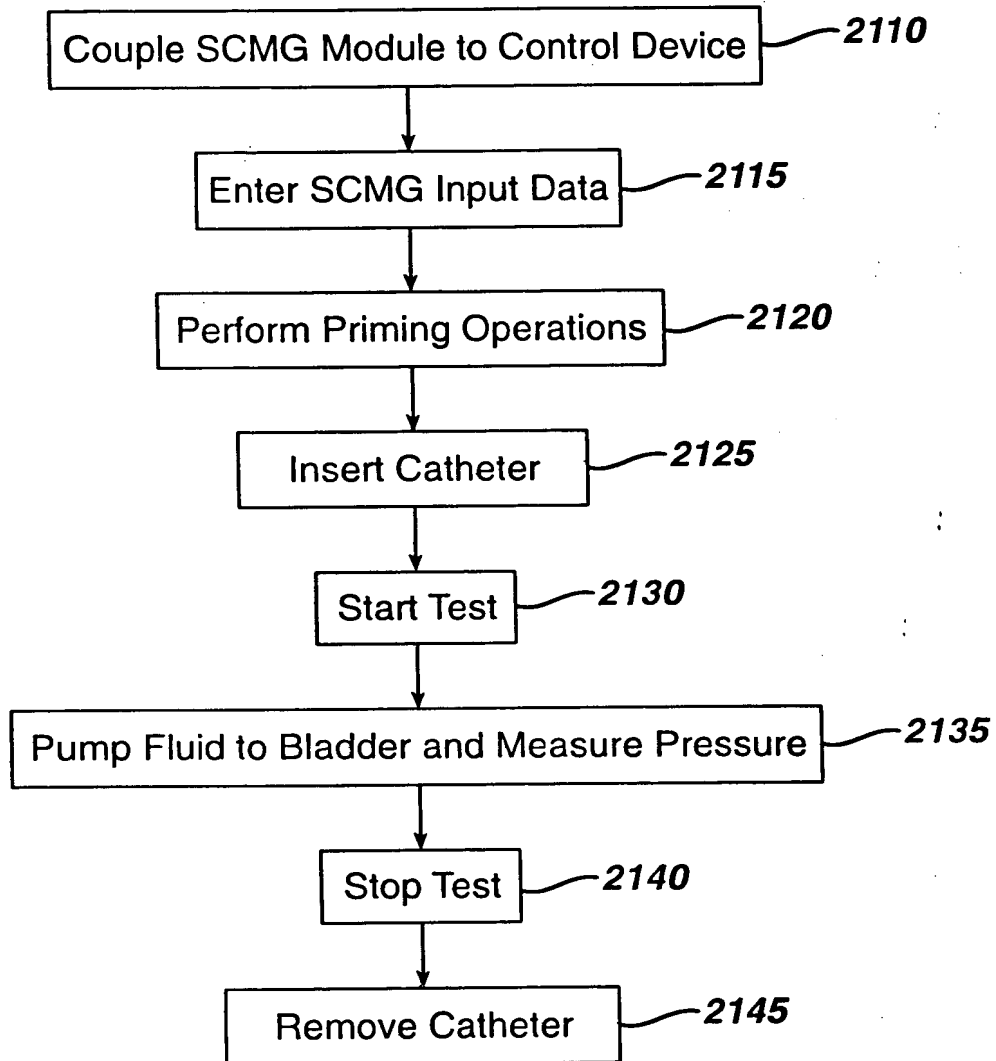 Couple SCMG Module to Control Device 2110
Enter SCMG Input Data 2115
Perform Priming Operations 2120
Insert Catheter 2125
Start Test 2130
Pump Fluid to Bladder and Measure Pressure 2135
Stop Test 2140
Remove Catheter 2145